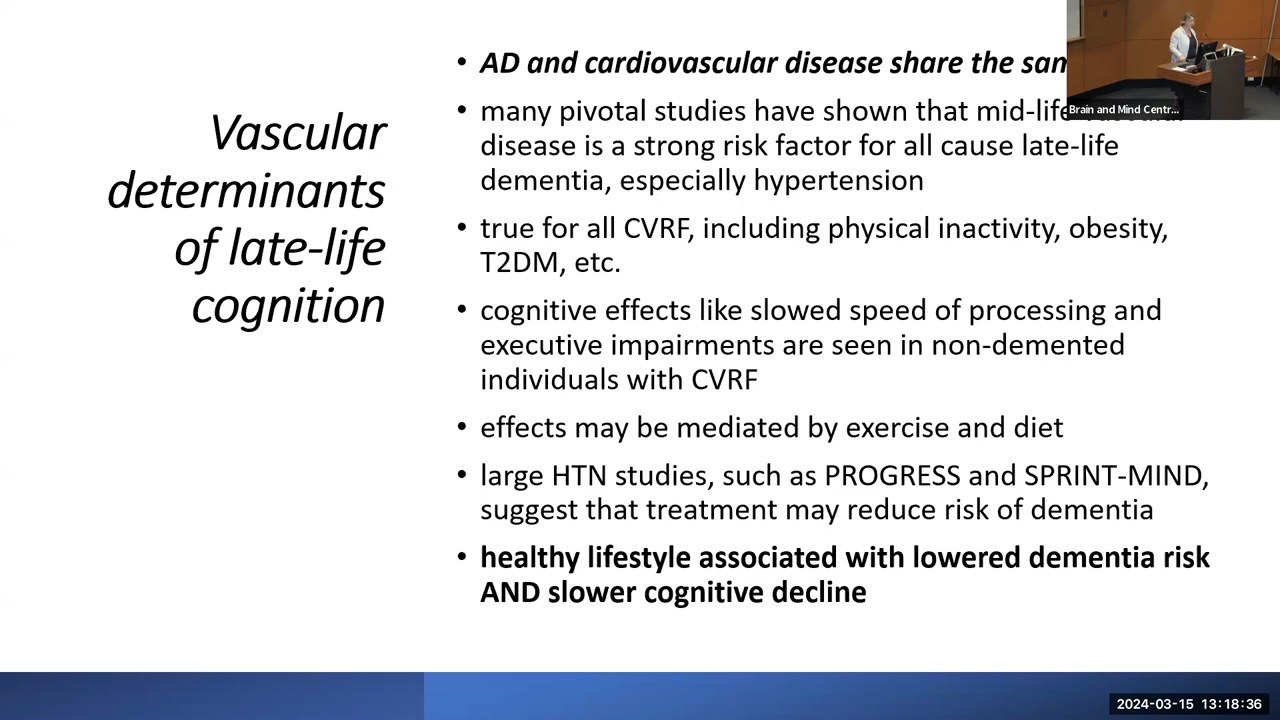 Vascular
determinants
of late-life
cognition
• AD and cardiovascular disease share the
• many pivotal studies have shown that mid-life
disease is a strong risk factor for all cause late-life
dementia, especially hypertension
• true for all CVRF, including physical inactivity, obesity,
T2DM, etc.
• cognitive effects like slowed speed of processing and
executive impairments are seen in non-demented
individuals with CVRF
• effects may be mediated by exercise and diet
• large HTN studies, such as PROGRESS and SPRINT-MIND,
suggest that treatment may reduce risk of dementia
• healthy lifestyle associated with lowered dementia risk
AND slower cognitive decline
Brain and Mind Centr...
2024-03-15 13:18:36